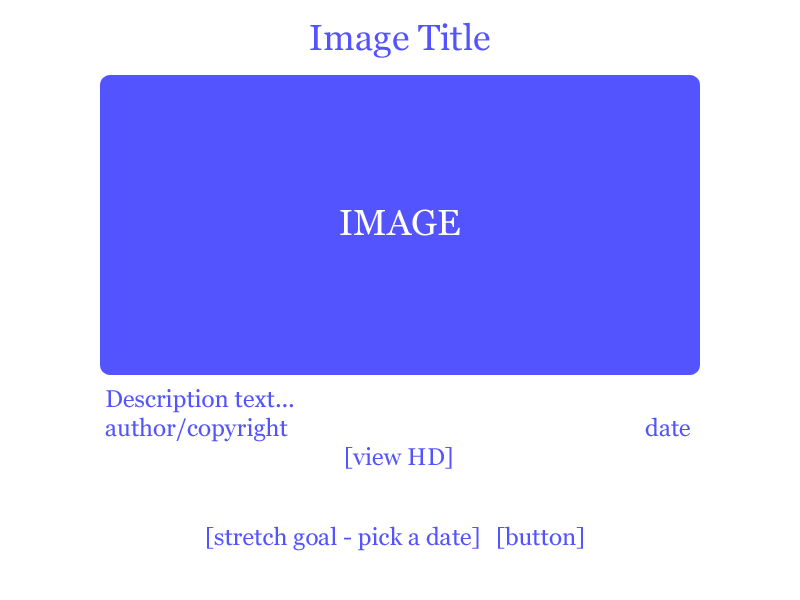 Image Title
IMAGE
Description text...
author/copyright date
[view HD]
[stretch goal - pick a date] [button]